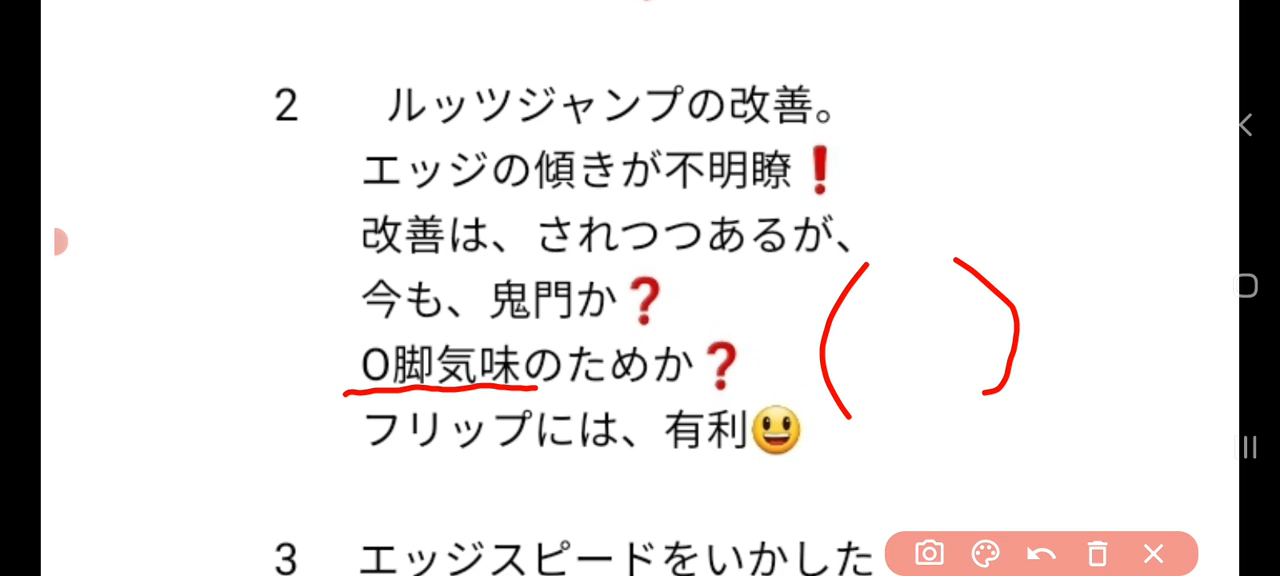 2 ルッツジャンプの改善。
エッジの傾きが不明瞭❗
改善は、されつつあるが、
今も、鬼門か❓
O脚気味のためか❓
フリップには、有利😃
3 エッジスピードをいかした